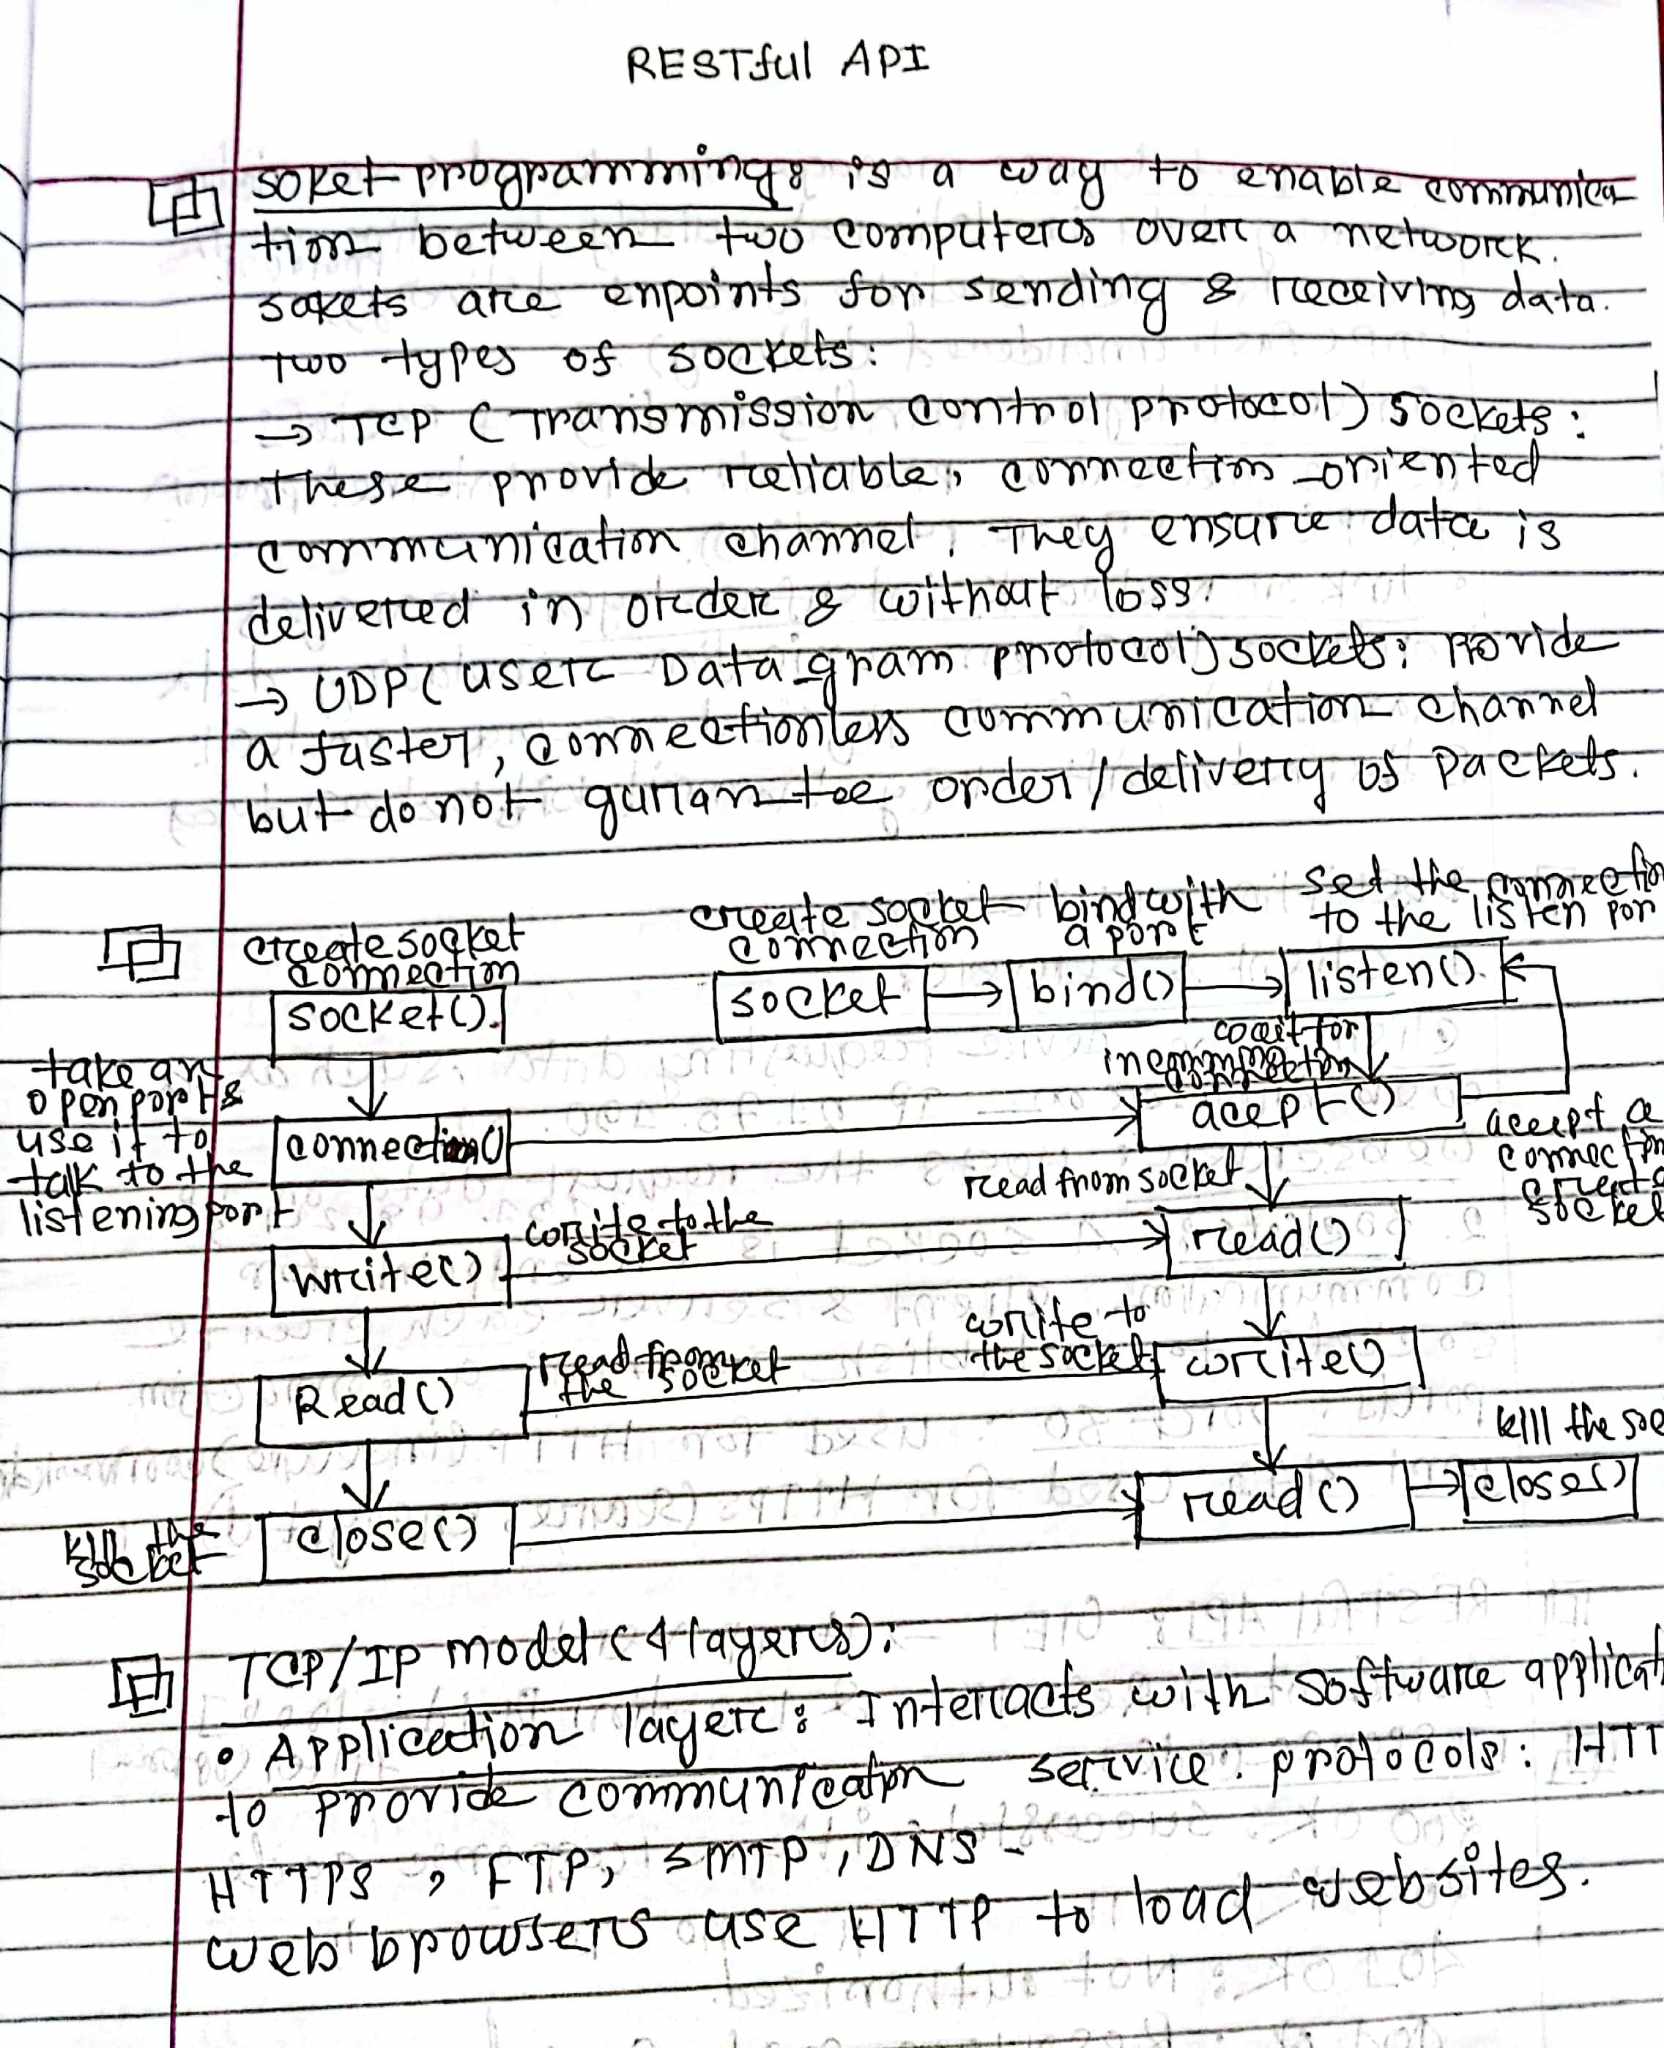 RESTful API
soket programming: is a way to enable communica
tion between two computers over a network.
sokets are enpoints for sending & receiving data.
Two types of sockets:
→ TCP (Transmission Control protocol) sockets:
These provide reliable, connection-oriented
communication channel. They ensure data is
delivered in order & without loss.
→ UDP (User Datagram protocol) sockets: Provide
a faster, connectionless communication channel
but do not gurrantee order/delivery of Packets.
create socket
connection
socket().
take an
open port &
use it to
talk to the
listening port
connection()
write()
write to the
socket
Read()
read from
the socket
close()
kill the
socket
create socket
connection
socket
bind with
a port
bind()
set the connection
to the listen por
listen().
wait for
incomming
connection
acept()
accept a
connection
create
socket
read from socket
read()
write to
the socket
write()
read()
kill the soc
close()
TCP/IP model (4 layers):
• Application layer: Interacts with software applicat
to provide communication service. protocols: HTT
HTTPS, FTP, SMTP, DNS.
web browsers use HTTP to load websites.